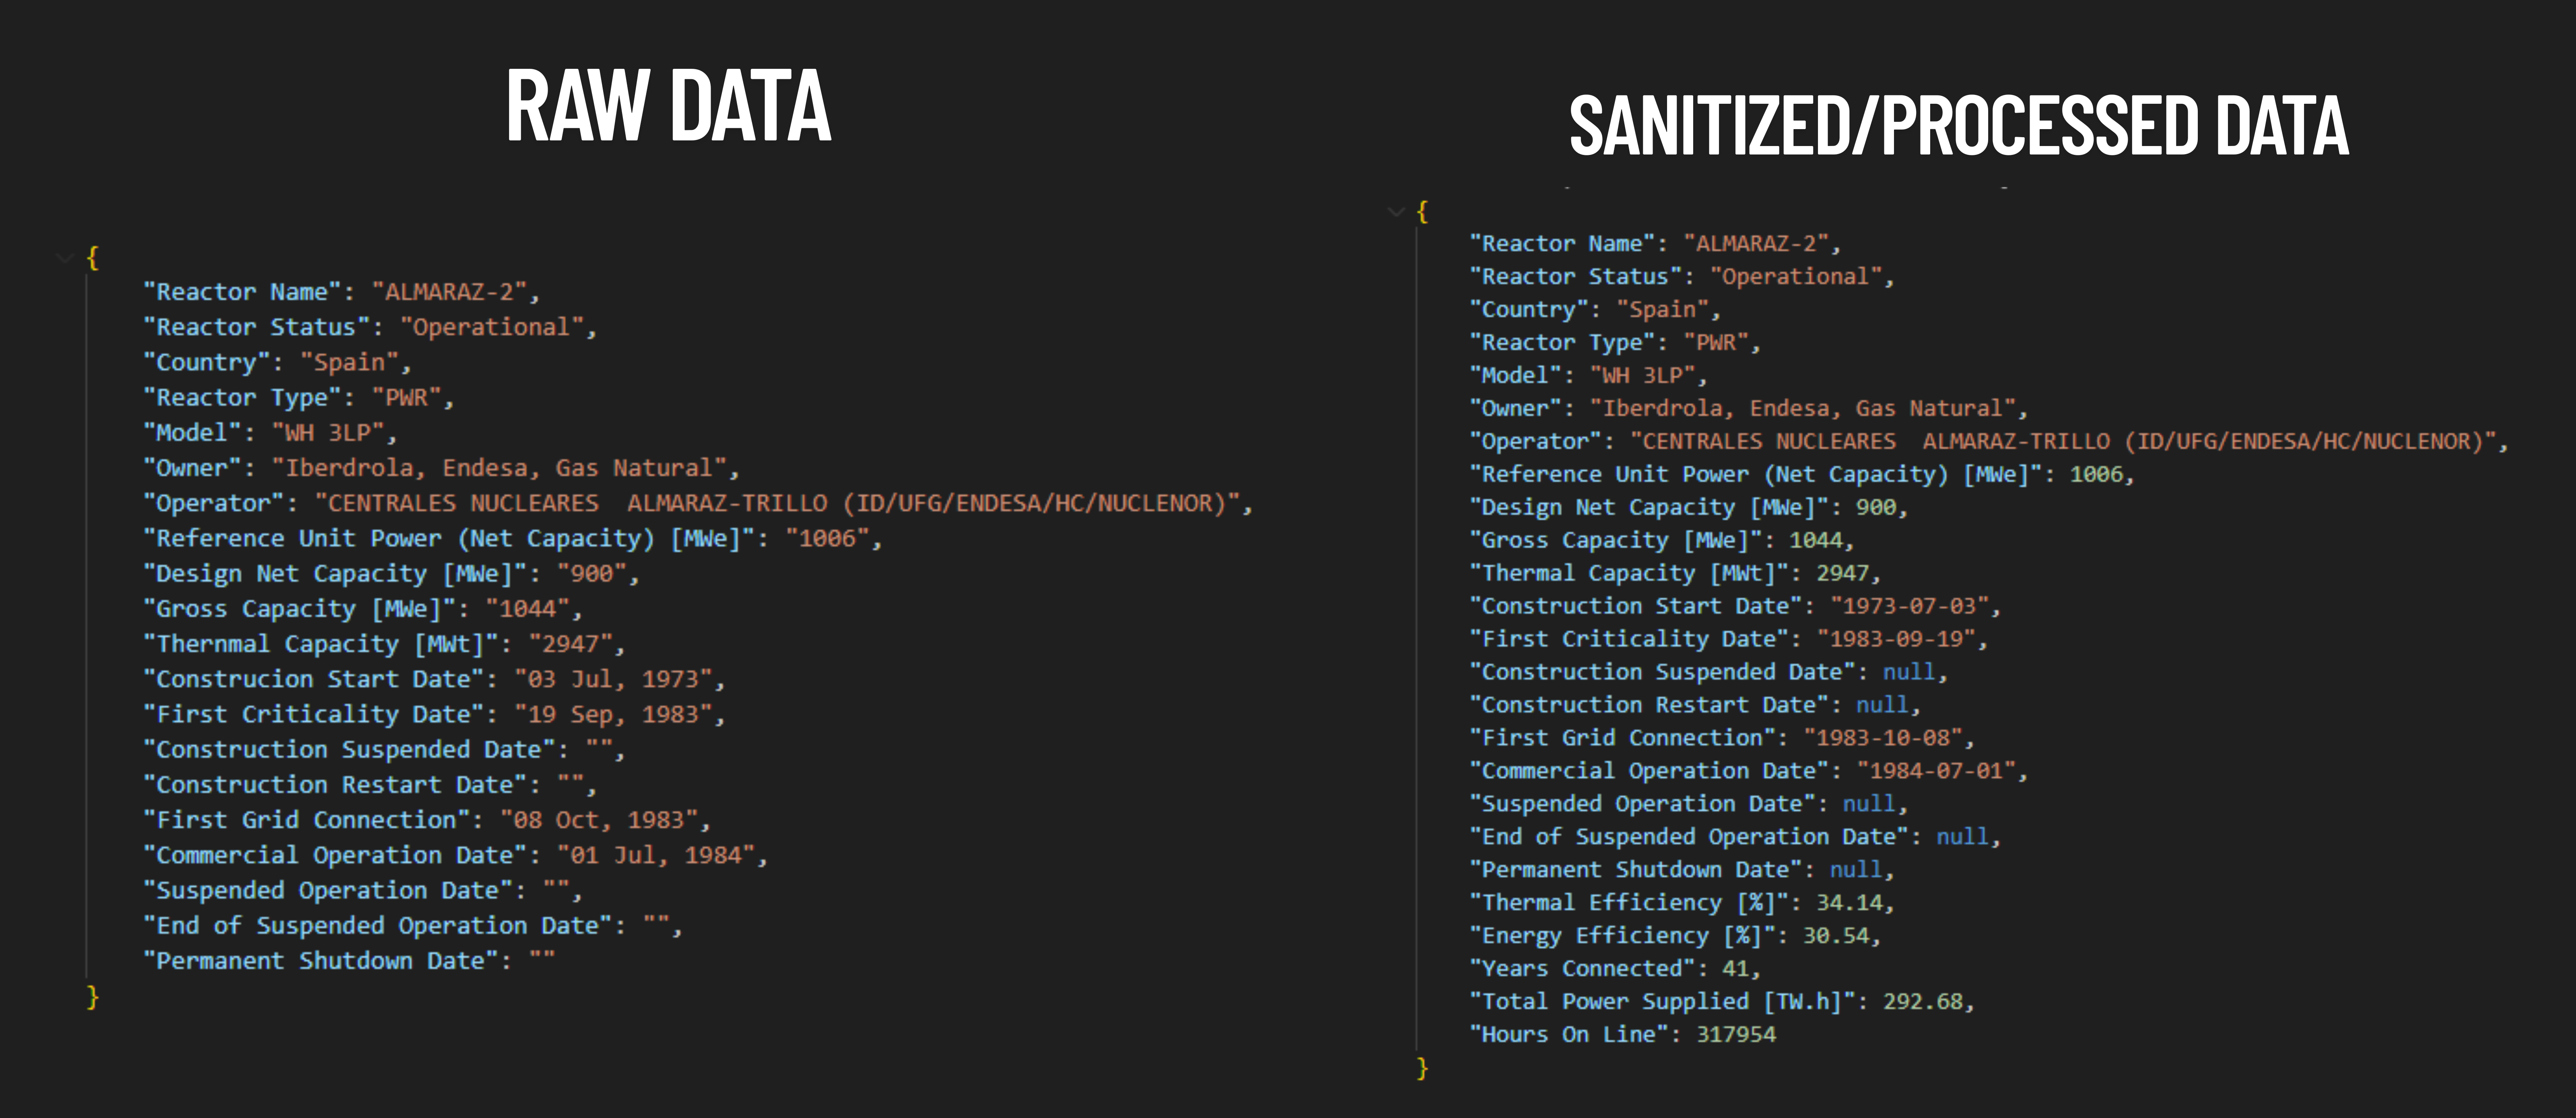 RAW DATA
{
"Reactor Name": "ALMARAZ-2",
"Reactor Status": "Operational",
"Country": "Spain",
"Reactor Type": "PWR",
"Model": "WH 3LP",
"Owner": "Iberdrola, Endesa, Gas Natural",
"Operator": "CENTRALES NUCLEARES  ALMARAZ-TRILLO (ID/UFG/ENDESA/HC/NUCLENOR)",
"Reference Unit Power (Net Capacity) [MWe]": "1006",
"Design Net Capacity [MWe]": "900",
"Gross Capacity [MWe]": "1044",
"Thernmal Capacity [MWt]": "2947",
"Construcion Start Date": "03 Jul, 1973",
"First Criticality Date": "19 Sep, 1983",
"Construction Suspended Date": "",
"Construction Restart Date": "",
"First Grid Connection": "08 Oct, 1983",
"Commercial Operation Date": "01 Jul, 1984",
"Suspended Operation Date": "",
"End of Suspended Operation Date": "",
"Permanent Shutdown Date": ""
}
SANITIZED/PROCESSED DATA
{
"Reactor Name": "ALMARAZ-2",
"Reactor Status": "Operational",
"Country": "Spain",
"Reactor Type": "PWR",
"Model": "WH 3LP",
"Owner": "Iberdrola, Endesa, Gas Natural",
"Operator": "CENTRALES NUCLEARES  ALMARAZ-TRILLO (ID/UFG/ENDESA/HC/NUCLENOR)",
"Reference Unit Power (Net Capacity) [MWe]": 1006,
"Design Net Capacity [MWe]": 900,
"Gross Capacity [MWe]": 1044,
"Thermal Capacity [MWt]": 2947,
"Construction Start Date": "1973-07-03",
"First Criticality Date": "1983-09-19",
"Construction Suspended Date": null,
"Construction Restart Date": null,
"First Grid Connection": "1983-10-08",
"Commercial Operation Date": "1984-07-01",
"Suspended Operation Date": null,
"End of Suspended Operation Date": null,
"Permanent Shutdown Date": null,
"Thermal Efficiency [%]": 34.14,
"Energy Efficiency [%]": 30.54,
"Years Connected": 41,
"Total Power Supplied [TW.h]": 292.68,
"Hours On Line": 317954
}